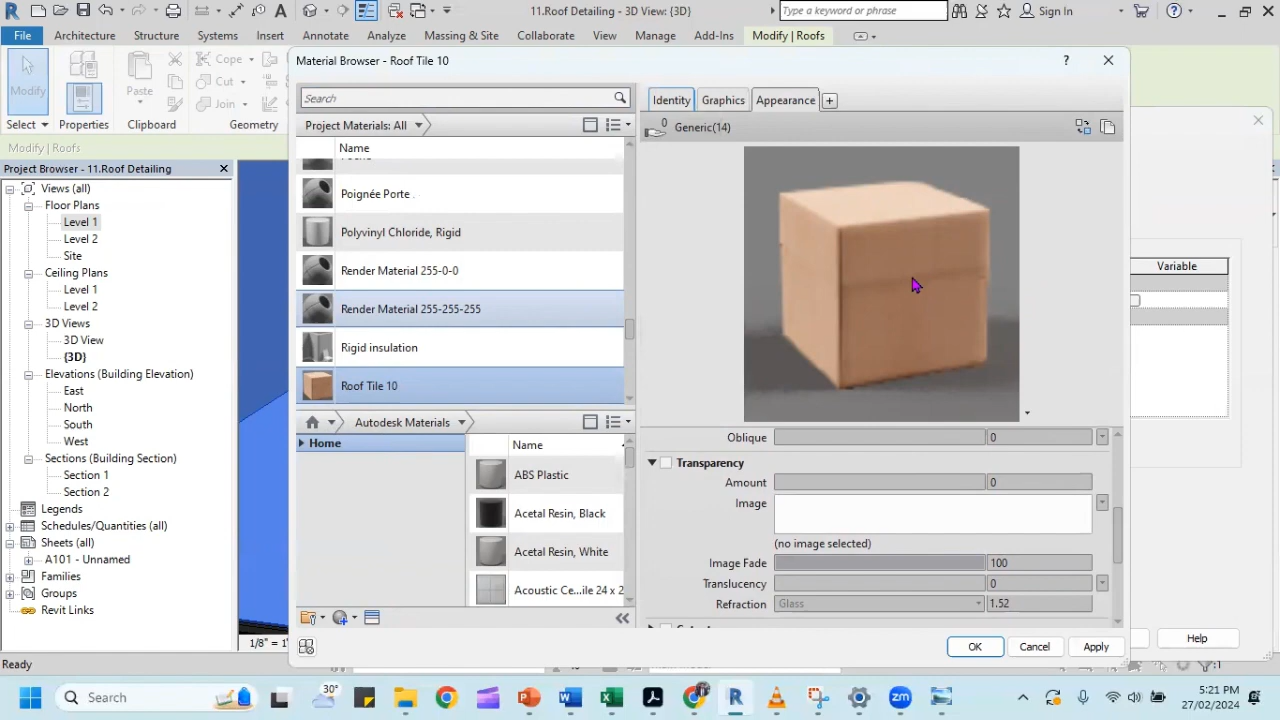 11.Roof Detailing - 3D View: {3D}
Type a keyword or phrase
Sign In
File
Architecture
Structure
Systems
Insert
Annotate
Analyze
Massing & Site
Collaborate
View
Manage
Add-Ins
Modify | Roofs
Modify
Select
Properties
Paste
Clipboard
Cope
Cut
Join
Geometry
Modify | Roofs
Project Browser - 11.Roof Detailing
Views (all)
Floor Plans
Level 1
Level 2
Site
Ceiling Plans
Level 1
Level 2
3D Views
3D View
{3D}
Elevations (Building Elevation)
East
North
South
West
Sections (Building Section)
Section 1
Section 2
Legends
Schedules/Quantities (all)
Sheets (all)
A101 - Unnamed
Families
Groups
Revit Links
Ready
1/8" = 1'
Material Browser - Roof Tile 10
Search
Project Materials: All
Name
Poignée Porte .
Polyvinyl Chloride, Rigid
Render Material 255-0-0
Render Material 255-255-255
Rigid insulation
Roof Tile 10
Autodesk Materials
Home
Name
ABS Plastic
Acetal Resin, Black
Acetal Resin, White
Acoustic Ce...ile 24 x 2
Identity
Graphics
Appearance
0
Generic(14)
Oblique 0
Transparency
Amount 0
Image
(no image selected)
Image Fade 100
Translucency 0
Refraction Glass 1.52
OK
Cancel
Apply
Variable
Help
Search
30°
5:21 PM
27/02/2024